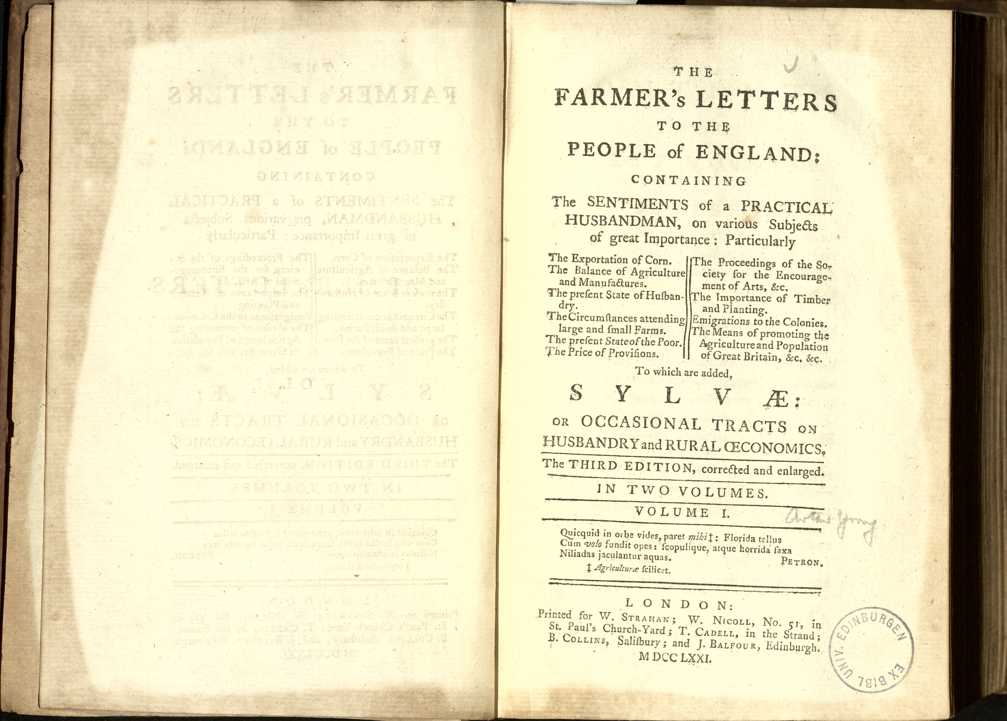 THE
FARMER's LETTERS
TO THE
PEOPLE of ENGLAND:
CONTAINING
The SENTIMENTS of a PRACTICAL
HUSBANDMAN, on various Subjects
of great Importance: Particularly
The Exportation of Corn.
The Balance of Agriculture
and Manufactures.
The preſent State of Huſban-
dry.
The Circumſtances attending
large and ſmall Farms.
The preſent State of the Poor.
The Price of Proviſions.
The Proceedings of the So-
ciety for the Encourage-
ment of Arts, &c.
The Importance of Timber
and Planting.
Emigrations to the Colonies.
The Means of promoting the
Agriculture and Population
of Great Britain, &c. &c.
To which are added,
SYLVÆ:
OR OCCASIONAL TRACTS ON
HUSBANDRY and RURAL ŒCONOMICS,
The THIRD EDITION, corrected and enlarged.
IN TWO VOLUMES.
VOLUME I.
Arthur Young
Quicquid in orbe vides, paret mihi‡: Florida tellus
Cum volo fundit opes: ſcopulique, atque horrida ſaxa
Niliadas jaculantur aquas. PETRON.
‡ Agriculturæ ſcilicet.
LONDON:
Printed for W. STRAHAN; W. NICOLL, No. 51, in
St. Paul's Church-Yard; T. CADELL, in the Strand;
B. COLLINS, Saliſbury; and J. BALFOUR, Edinburgh.
M DCC LXXI.
EX BIBL UNIV. EDINBURGEN